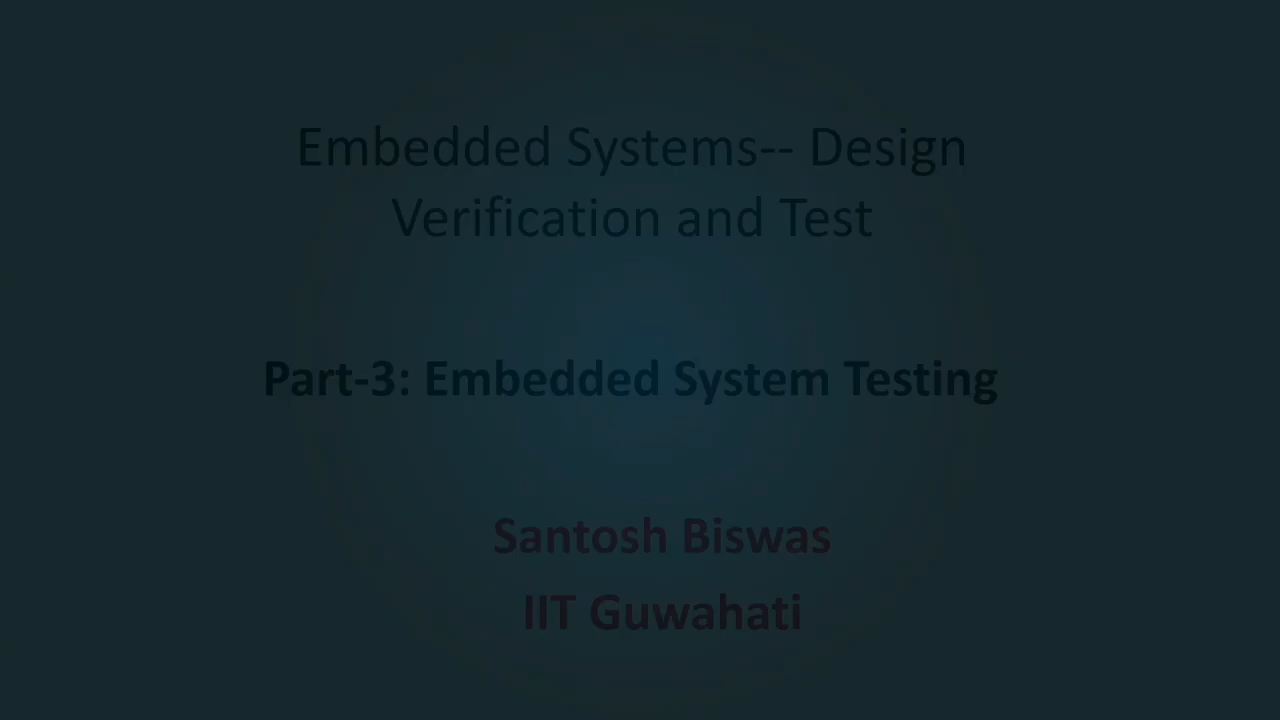 Embedded Systems-- Design
Verification and Test
Part-3: Embedded System Testing
Santosh Biswas
IIT Guwahati